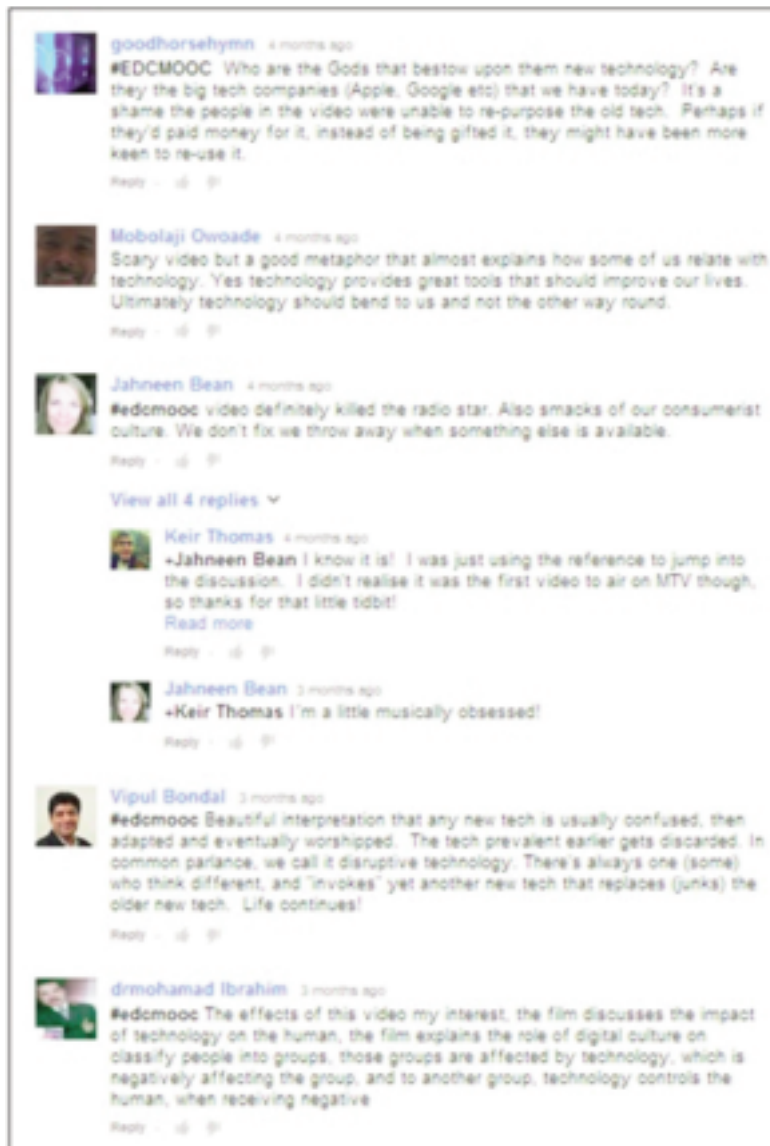 goodhorsehymn 4 months ago
#EDCMOOC Who are the Gods that bestow upon them new technology? Are
they the big tech companies (Apple, Google etc) that we have today? It's a
shame the people in the video were unable to re-purpose the old tech. Perhaps if
they'd paid money for it, instead of being gifted it, they might have been more
keen to re-use it.
Reply ·
Mobolaji Owoade 4 months ago
Scary video but a good metaphor that almost explains how some of us relate with
technology. Yes technology provides great tools that should improve our lives.
Ultimately technology should bend to us and not the other way round.
Reply ·
Jahneen Bean 4 months ago
#edcmooc video definitely killed the radio star. Also smacks of our consumerist
culture. We don't fix we throw away when something else is available.
Reply ·
View all 4 replies
Keir Thomas 4 months ago
+Jahneen Bean I know it is! I was just using the reference to jump into
the discussion. I didn't realise it was the first video to air on MTV though,
so thanks for that little tidbit!
Read more
Reply ·
Jahneen Bean 3 months ago
+Keir Thomas I'm a little musically obsessed!
Reply ·
Vipul Bondal 3 months ago
#edcmooc Beautiful interpretation that any new tech is usually confused, then
adapted and eventually worshipped. The tech prevalent earlier gets discarded. In
common parlance, we call it disruptive technology. There's always one (some)
who think different, and "invokes" yet another new tech that replaces (junks) the
older new tech. Life continues!
Reply ·
drmohamad Ibrahim 3 months ago
#edcmooc The effects of this video my interest, the film discusses the impact
of technology on the human, the film explains the role of digital culture on
classify people into groups, those groups are affected by technology, which is
negatively affecting the group, and to another group, technology controls the
human, when receiving negative
Reply ·